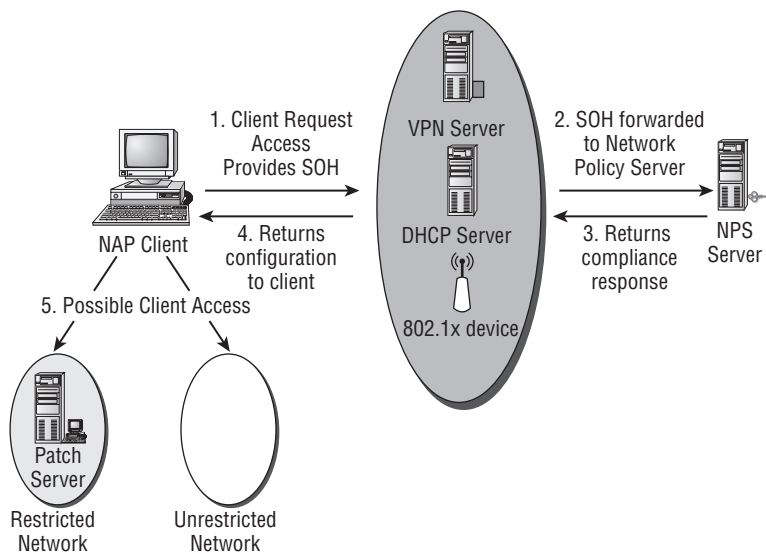 1. Client Request
Access
Provides SOH
VPN Server
2. SOH forwarded
to Network
Policy Server
NAP Client
4. Returns
configuration
to client
DHCP Server
3. Returns
compliance
response
NPS
Server
5. Possible Client Access
802.1x device
Patch
Server
Restricted
Network
Unrestricted
Network